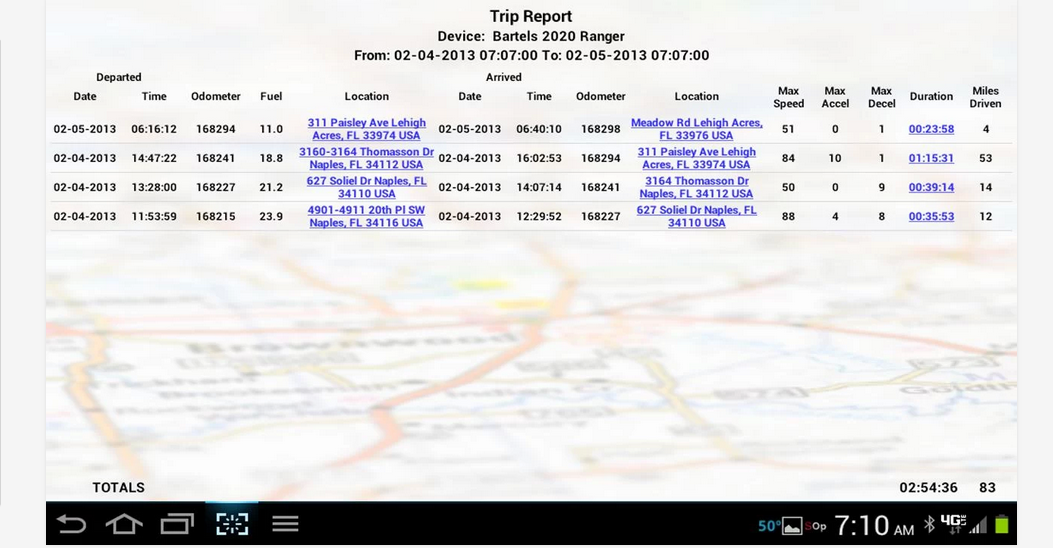 Trip Report
Device: Bartels 2020 Ranger
From: 02-04-2013 07:07:00 To: 02-05-2013 07:07:00
Departed Arrived
Date Time Odometer Fuel Location Date Time Odometer Location Max Speed Max Accel Max Decel Duration Miles Driven
02-05-2013 06:16:12 168294 11.0 311 Paisley Ave Lehigh Acres, FL 33974 USA 02-05-2013 06:40:10 168298 Meadow Rd Lehigh Acres, FL 33976 USA 51 0 1 00:23:58 4
02-04-2013 14:47:22 168241 18.8 3160-3164 Thomasson Dr Naples, FL 34112 USA 02-04-2013 16:02:53 168294 311 Paisley Ave Lehigh Acres, FL 33974 USA 84 10 1 01:15:31 53
02-04-2013 13:28:00 168227 21.2 627 Soliel Dr Naples, FL 34110 USA 02-04-2013 14:07:14 168241 3164 Thomasson Dr Naples, FL 34112 USA 50 0 9 00:39:14 14
02-04-2013 11:53:59 168215 23.9 4901-4911 20th Pl SW Naples, FL 34116 USA 02-04-2013 12:29:52 168227 627 Soliel Dr Naples, FL 34110 USA 88 4 8 00:35:53 12
Brownwood
TOTALS 02:54:36 83
50° SOp 7:10 AM 4G LTE